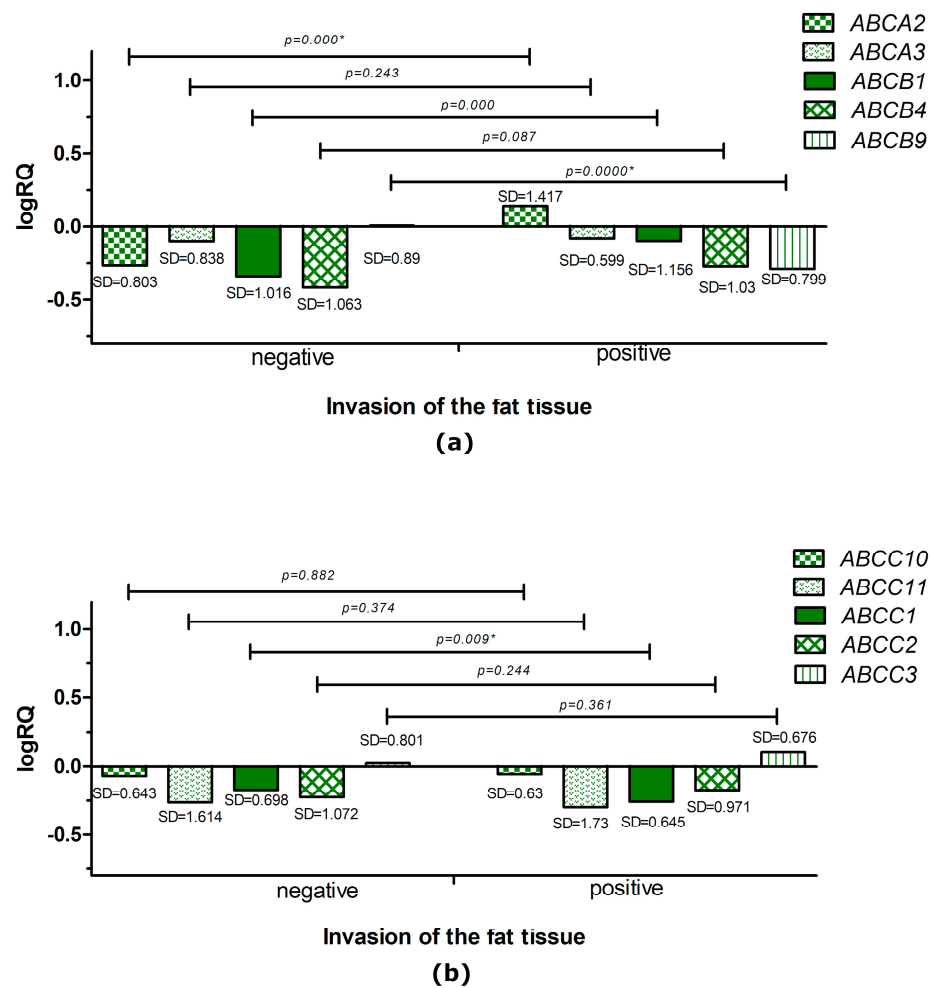 (a)
ABCA2
ABCA3
ABCB1
ABCB4
ABCB9
p=0.000*
p=0.243
p=0.000
p=0.087
p=0.0000*
logRQ
1.0
0.5
0.0
-0.5
SD=0.803
SD=0.838
SD=1.016
SD=1.063
SD=0.89
SD=1.417
SD=0.599
SD=1.156
SD=1.03
SD=0.799
negative
positive
Invasion of the fat tissue
(a)
ABCC10
ABCC11
ABCC1
ABCC2
ABCC3
p=0.882
p=0.374
p=0.009*
p=0.244
p=0.361
logRQ
1.0
0.5
0.0
-0.5
SD=0.643
SD=1.614
SD=0.698
SD=1.072
SD=0.801
SD=0.63
SD=1.73
SD=0.645
SD=0.971
SD=0.676
negative
positive
Invasion of the fat tissue
(b)